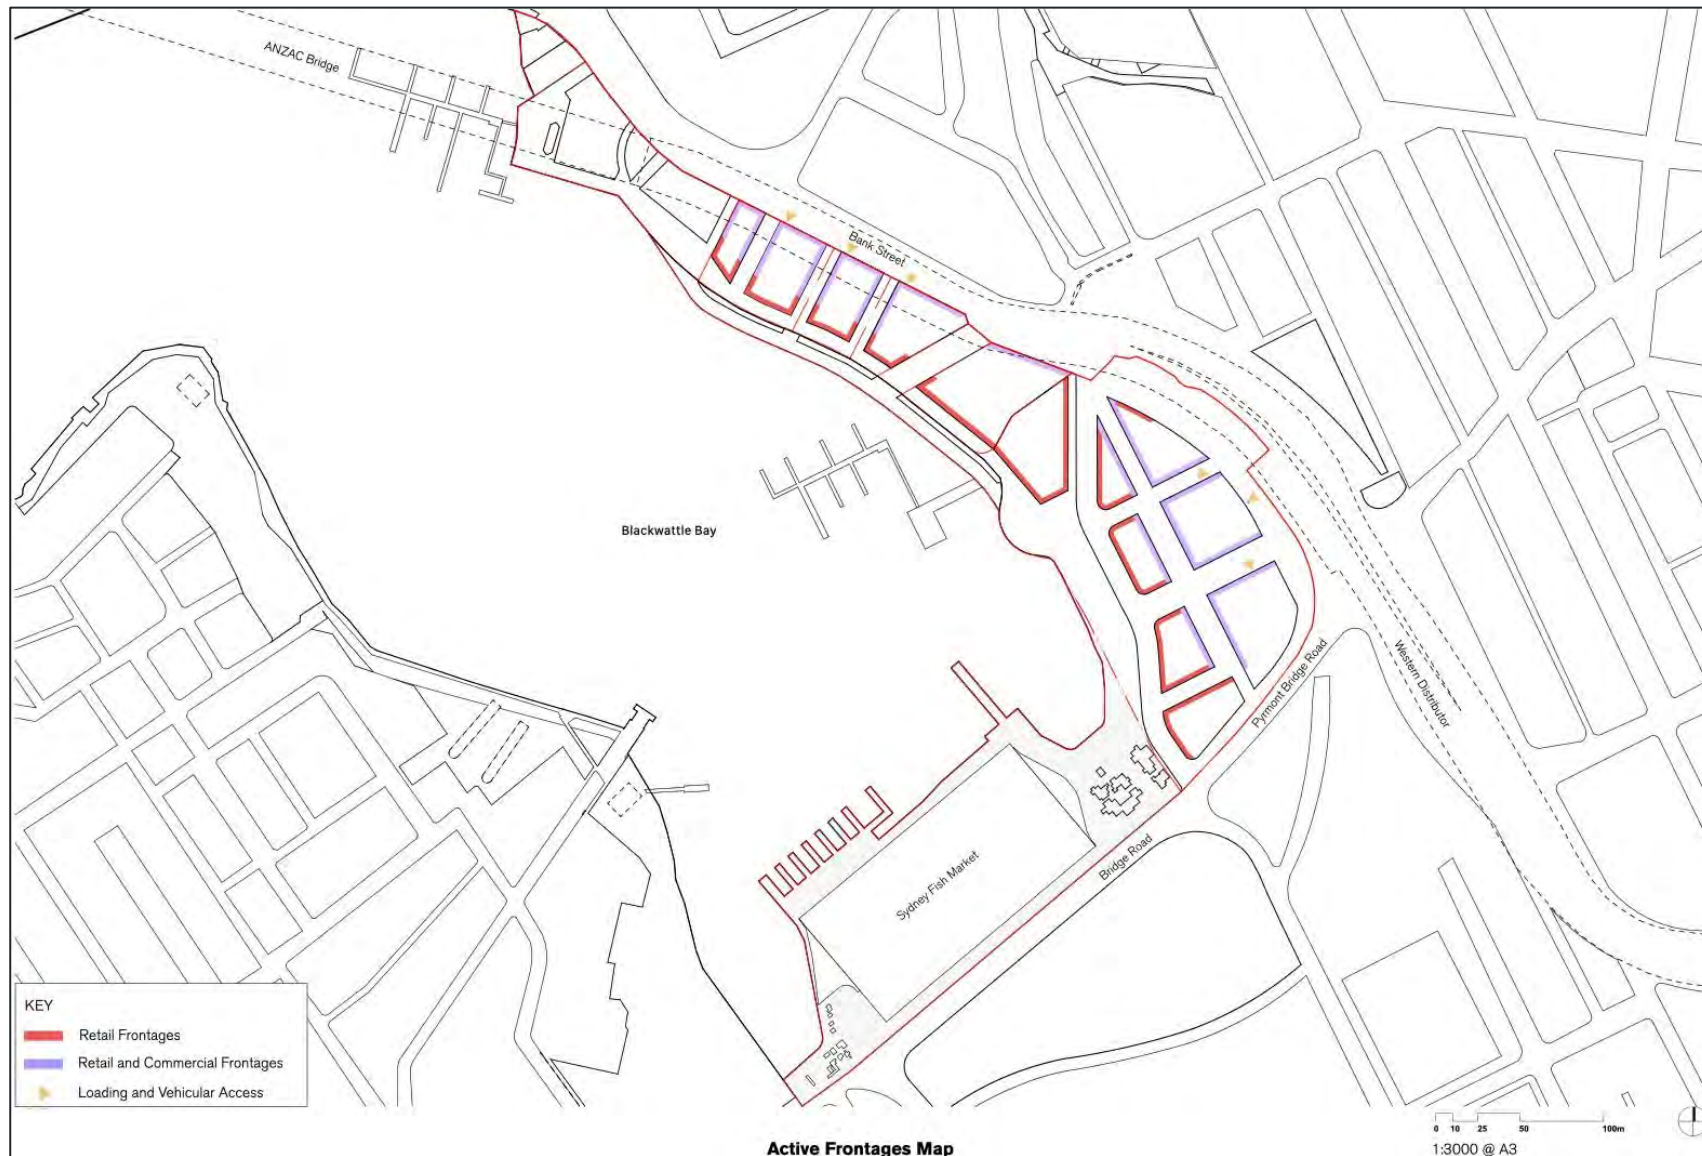 ANZAC Bridge
Bank Street
Blackwattle Bay
Western Distributor
Pyrmont Bridge Road
Bridge Road
Sydney Fish Market
KEY
Retail Frontages
Retail and Commercial Frontages
Loading and Vehicular Access
Active Frontages Map
0 10 25 50 100m
1:3000 @ A3